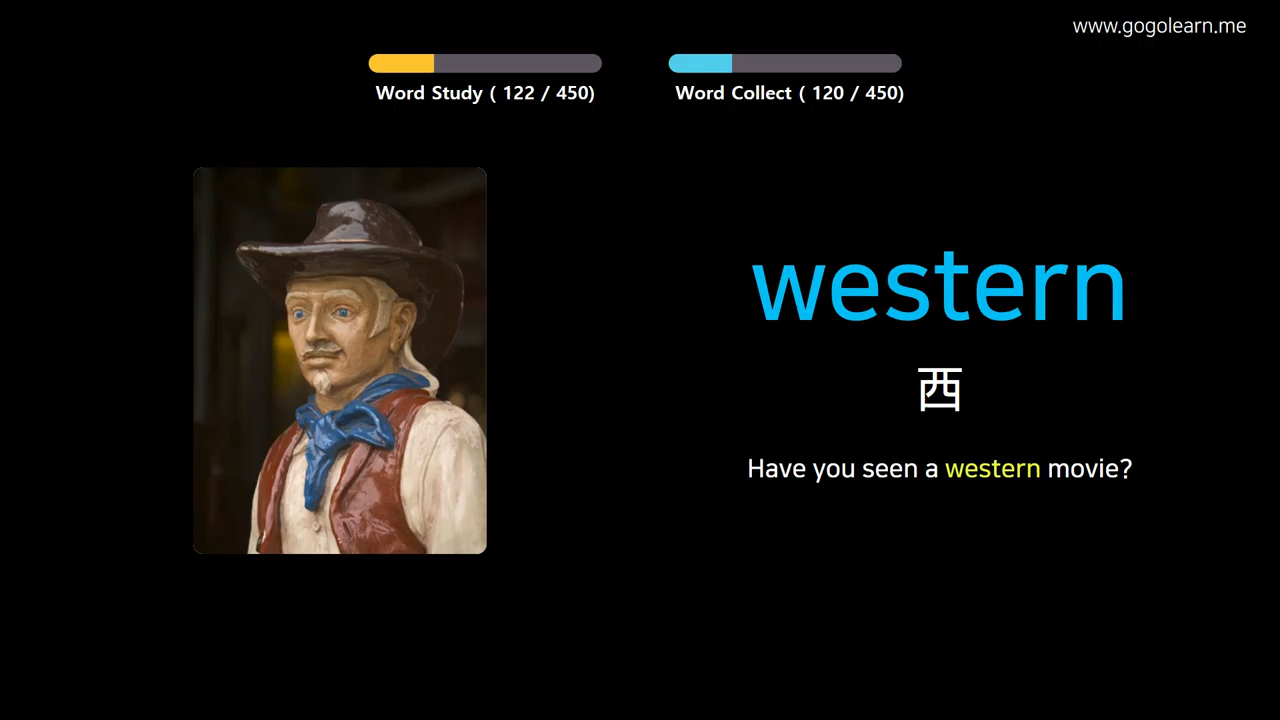 www.gogolearn.me
Word Study ( 122 / 450)
Word Collect ( 120 / 450)
western
西
Have you seen a western movie?